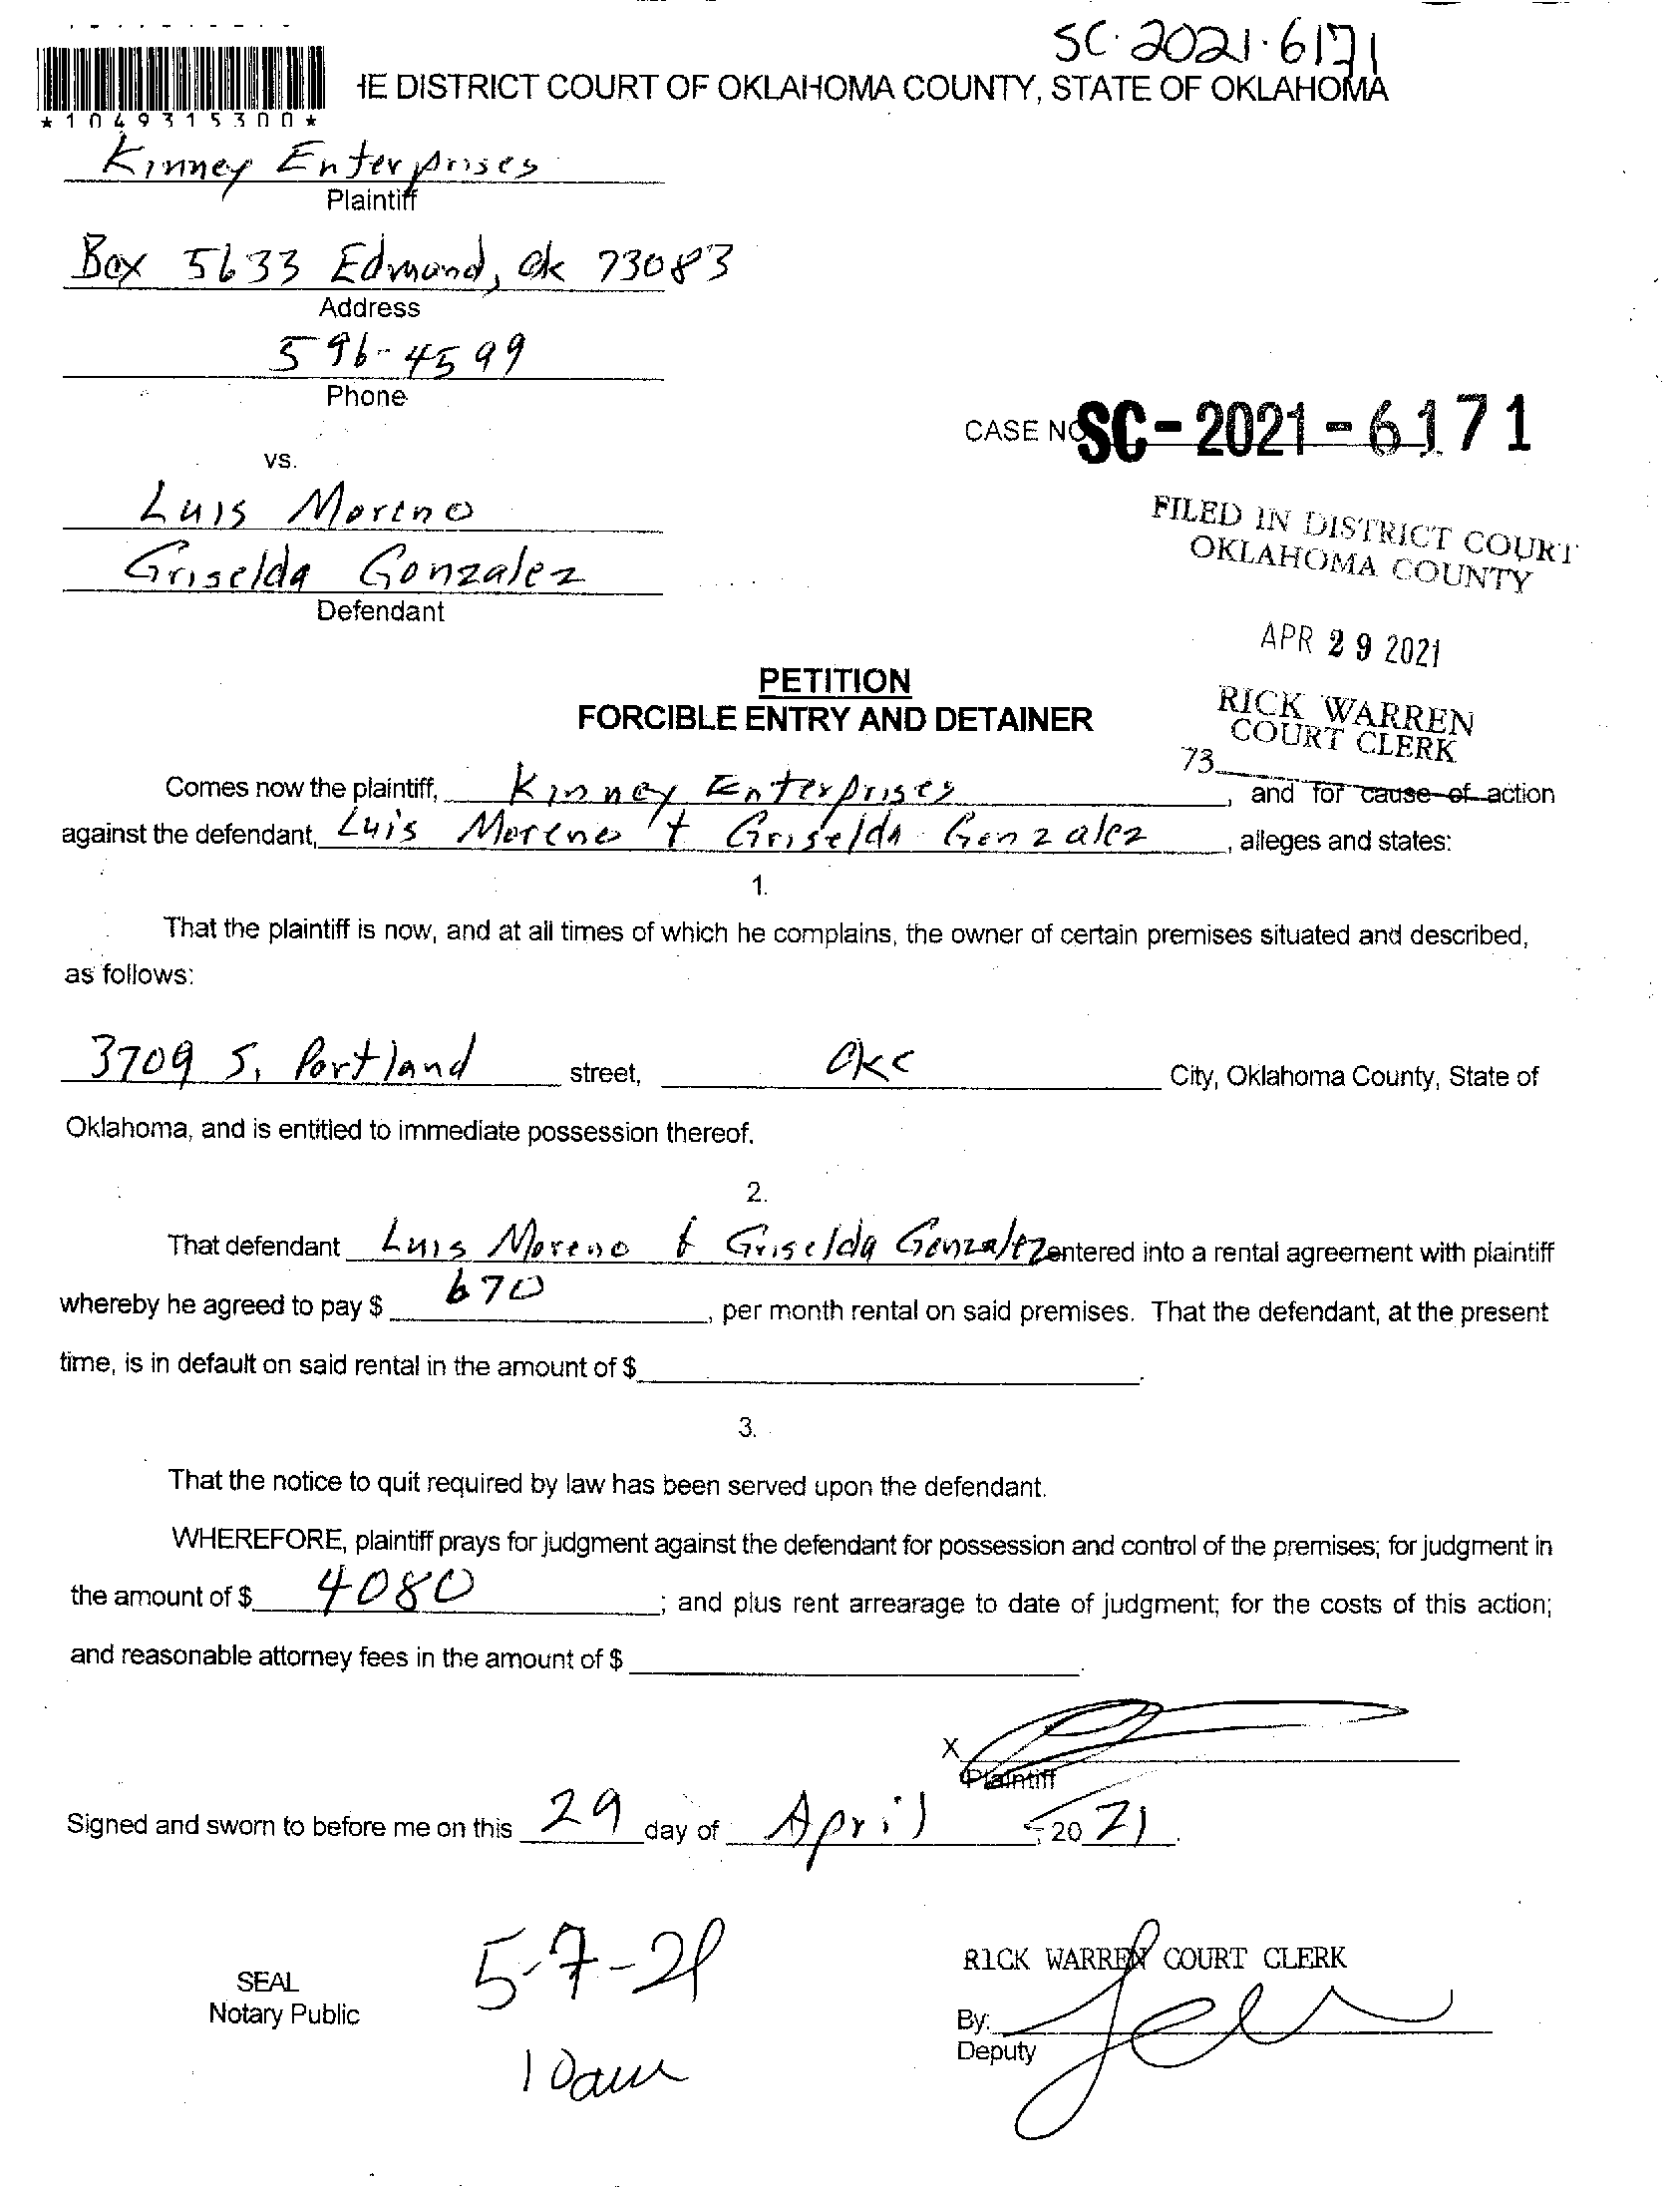 SC-2021-6171
HE DISTRICT COURT OF OKLAHOMA COUNTY, STATE OF OKLAHOMA
*1049315300*
Kinney Enterprises
Plaintiff
Box 5633 Edmond, Ok 73083
Address
596-4599
Phone
CASE NO SC-2021-6171
vs.
Luis Moreno
Griselda Gonzalez
Defendant
FILED IN DISTRICT COURT
OKLAHOMA COUNTY
APR 29 2021
RICK WARREN
COURT CLERK
73
PETITION
FORCIBLE ENTRY AND DETAINER
Comes now the plaintiff, Kinney Enterprises, and for cause of action
against the defendant, Luis Moreno & Griselda Gonzalez, alleges and states:
1.
That the plaintiff is now, and at all times of which he complains, the owner of certain premises situated and described,
as follows:
3709 S. Portland street, OKC City, Oklahoma County, State of
Oklahoma, and is entitled to immediate possession thereof.
2.
That defendant Luis Moreno & Griselda Gonzalez entered into a rental agreement with plaintiff
whereby he agreed to pay $ 670, per month rental on said premises. That the defendant, at the present
time, is in default on said rental in the amount of $ .
3.
That the notice to quit required by law has been served upon the defendant.
WHEREFORE, plaintiff prays for judgment against the defendant for possession and control of the premises; for judgment in
the amount of $ 4080; and plus rent arrearage to date of judgment; for the costs of this action;
and reasonable attorney fees in the amount of $ .
X
Plaintiff
Signed and sworn to before me on this 29 day of April, 2021.
5-7-21
10am
SEAL
Notary Public
RICK WARREN COURT CLERK
By:
Deputy